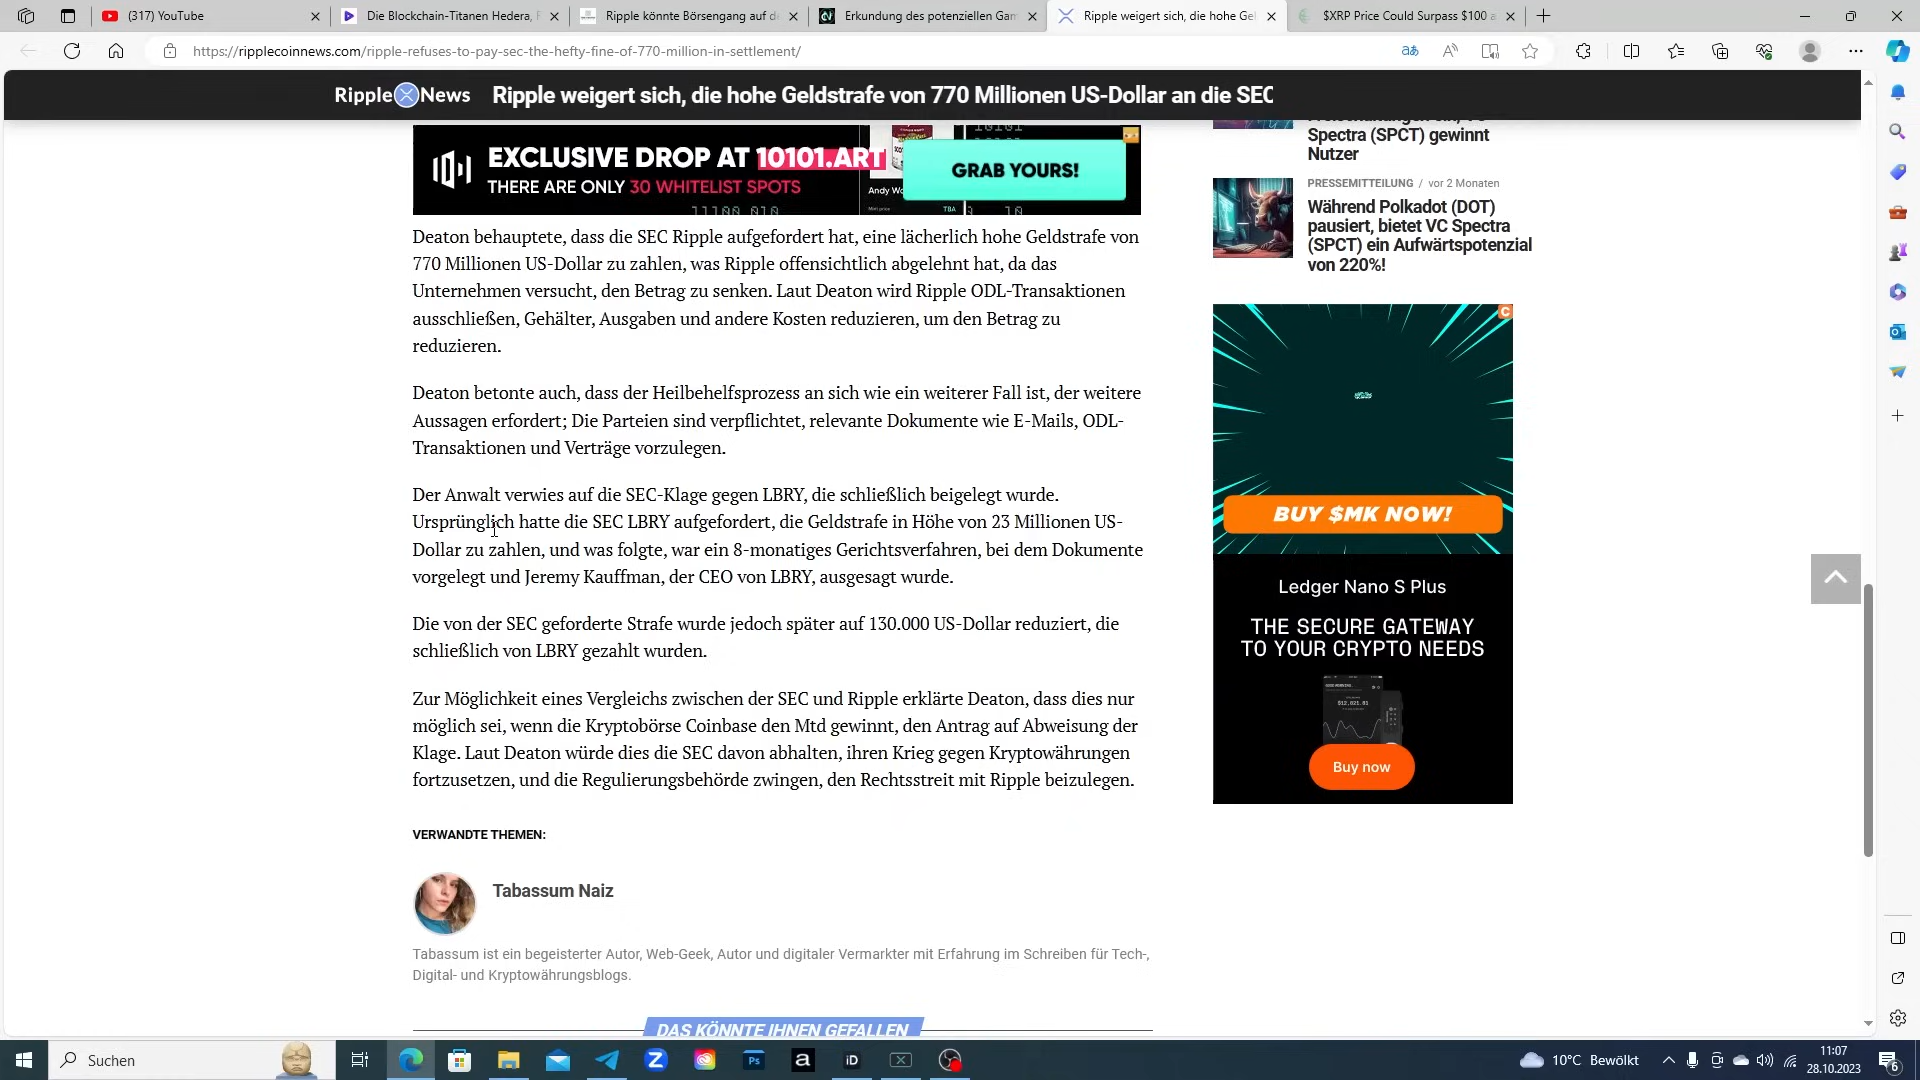 (317) YouTube
Die Blockchain-Titanen Hedera, F
Ripple könnte Börsengang auf de
Erkundung des potenziellen Gam
Ripple weigert sich, die hohe Gel
$XRP Price Could Surpass $100 a
https://ripplecoinnews.com/ripple-refuses-to-pay-sec-the-hefty-fine-of-770-million-in-settlement/
Ripple News
Ripple weigert sich, die hohe Geldstrafe von 770 Millionen US-Dollar an die SEC
EXCLUSIVE DROP AT 10101.ART
THERE ARE ONLY 30 WHITELIST SPOTS
GRAB YOURS!
Andy Wo
Mint price
TBA
Deaton behauptete, dass die SEC Ripple aufgefordert hat, eine lächerlich hohe Geldstrafe von
770 Millionen US-Dollar zu zahlen, was Ripple offensichtlich abgelehnt hat, da das
Unternehmen versucht, den Betrag zu senken. Laut Deaton wird Ripple ODL-Transaktionen
ausschließen, Gehälter, Ausgaben und andere Kosten reduzieren, um den Betrag zu
reduzieren.
Deaton betonte auch, dass der Heilbehelfsprozess an sich wie ein weiterer Fall ist, der weitere
Aussagen erfordert; Die Parteien sind verpflichtet, relevante Dokumente wie E-Mails, ODL-
Transaktionen und Verträge vorzulegen.
Der Anwalt verwies auf die SEC-Klage gegen LBRY, die schließlich beigelegt wurde.
Ursprünglich hatte die SEC LBRY aufgefordert, die Geldstrafe in Höhe von 23 Millionen US-
Dollar zu zahlen, und was folgte, war ein 8-monatiges Gerichtsverfahren, bei dem Dokumente
vorgelegt und Jeremy Kauffman, der CEO von LBRY, ausgesagt wurde.
Die von der SEC geforderte Strafe wurde jedoch später auf 130.000 US-Dollar reduziert, die
schließlich von LBRY gezahlt wurden.
Zur Möglichkeit eines Vergleichs zwischen der SEC und Ripple erklärte Deaton, dass dies nur
möglich sei, wenn die Kryptobörse Coinbase den Mtd gewinnt, den Antrag auf Abweisung der
Klage. Laut Deaton würde dies die SEC davon abhalten, ihren Krieg gegen Kryptowährungen
fortzusetzen, und die Regulierungsbehörde zwingen, den Rechtsstreit mit Ripple beizulegen.
VERWANDTE THEMEN:
Tabassum Naiz
Tabassum ist ein begeisterter Autor, Web-Geek, Autor und digitaler Vermarkter mit Erfahrung im Schreiben für Tech-,
Digital- und Kryptowährungsblogs.
DAS KÖNNTE IHNEN GEFALLEN
Spectra (SPCT) gewinnt
Nutzer
PRESSEMITTEILUNG / vor 2 Monaten
Während Polkadot (DOT)
pausiert, bietet VC Spectra
(SPCT) ein Aufwärtspotenzial
von 220%!
BUY $MK NOW!
Ledger Nano S Plus
THE SECURE GATEWAY
TO YOUR CRYPTO NEEDS
Buy now
Suchen
10°C Bewölkt
11:07
28.10.2023